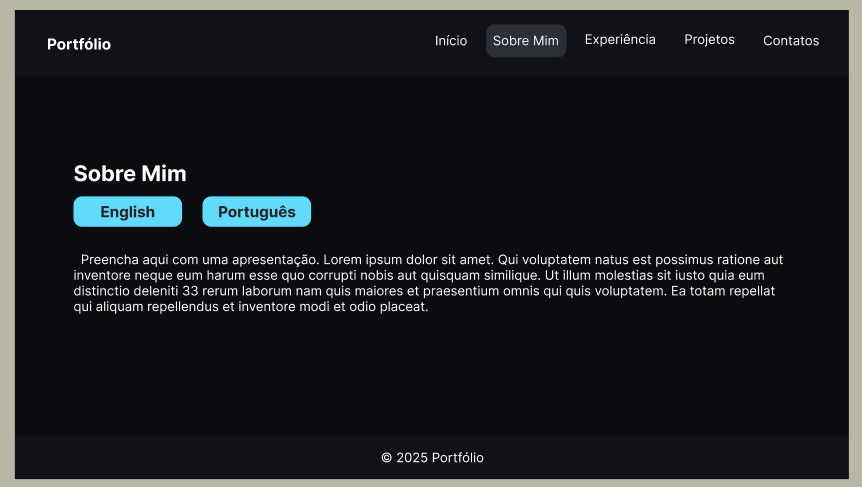 Portfólio
Início Sobre Mim Experiência Projetos Contatos
Sobre Mim
English Português
Preencha aqui com uma apresentação. Lorem ipsum dolor sit amet. Qui voluptatem natus est possimus ratione aut
inventore neque eum harum esse quo corrupti nobis aut quisquam similique. Ut illum molestias sit iusto quia eum
distinctio deleniti 33 rerum laborum nam quis maiores et praesentium omnis qui quis voluptatem. Ea totam repellat
qui aliquam repellendus et inventore modi et odio placeat.
© 2025 Portfólio